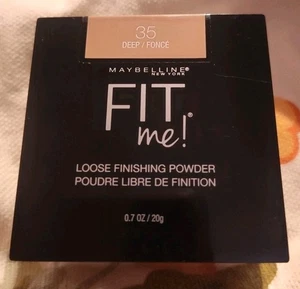 35
DEEP / FONCÉ
MAYBELLINE®
NEW YORK
FIT
me!®
LOOSE FINISHING POWDER
POUDRE LIBRE DE FINITION
0.7 OZ / 20g